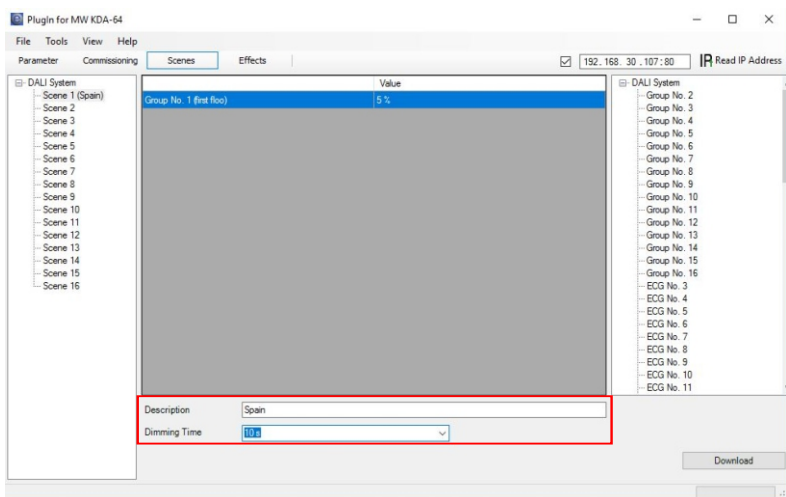 PlugIn for MW KDA-64
File Tools View Help
Parameter Commissioning Scenes Effects 192.168. 30 .107:80 IP Read IP Address
DALI System
Scene 1 (Spain)
Scene 2
Scene 3
Scene 4
Scene 5
Scene 6
Scene 7
Scene 8
Scene 9
Scene 10
Scene 11
Scene 12
Scene 13
Scene 14
Scene 15
Scene 16
Value
Group No. 1 (first floo) 5 %
DALI System
Group No. 2
Group No. 3
Group No. 4
Group No. 5
Group No. 6
Group No. 7
Group No. 8
Group No. 9
Group No. 10
Group No. 11
Group No. 12
Group No. 13
Group No. 14
Group No. 15
Group No. 16
ECG No. 3
ECG No. 4
ECG No. 5
ECG No. 6
ECG No. 7
ECG No. 8
ECG No. 9
ECG No. 10
ECG No. 11
Description Spain
Dimming Time 10 s
Download